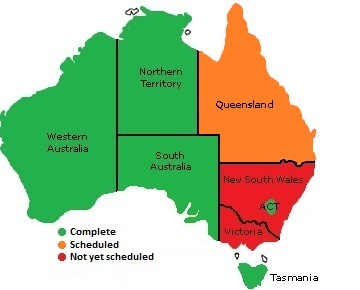 Northern
Territory
Queensland
Western
Australia
South
Australia
New South Wales
ACT
Victoria
Complete
Scheduled
Not yet scheduled
Tasmania